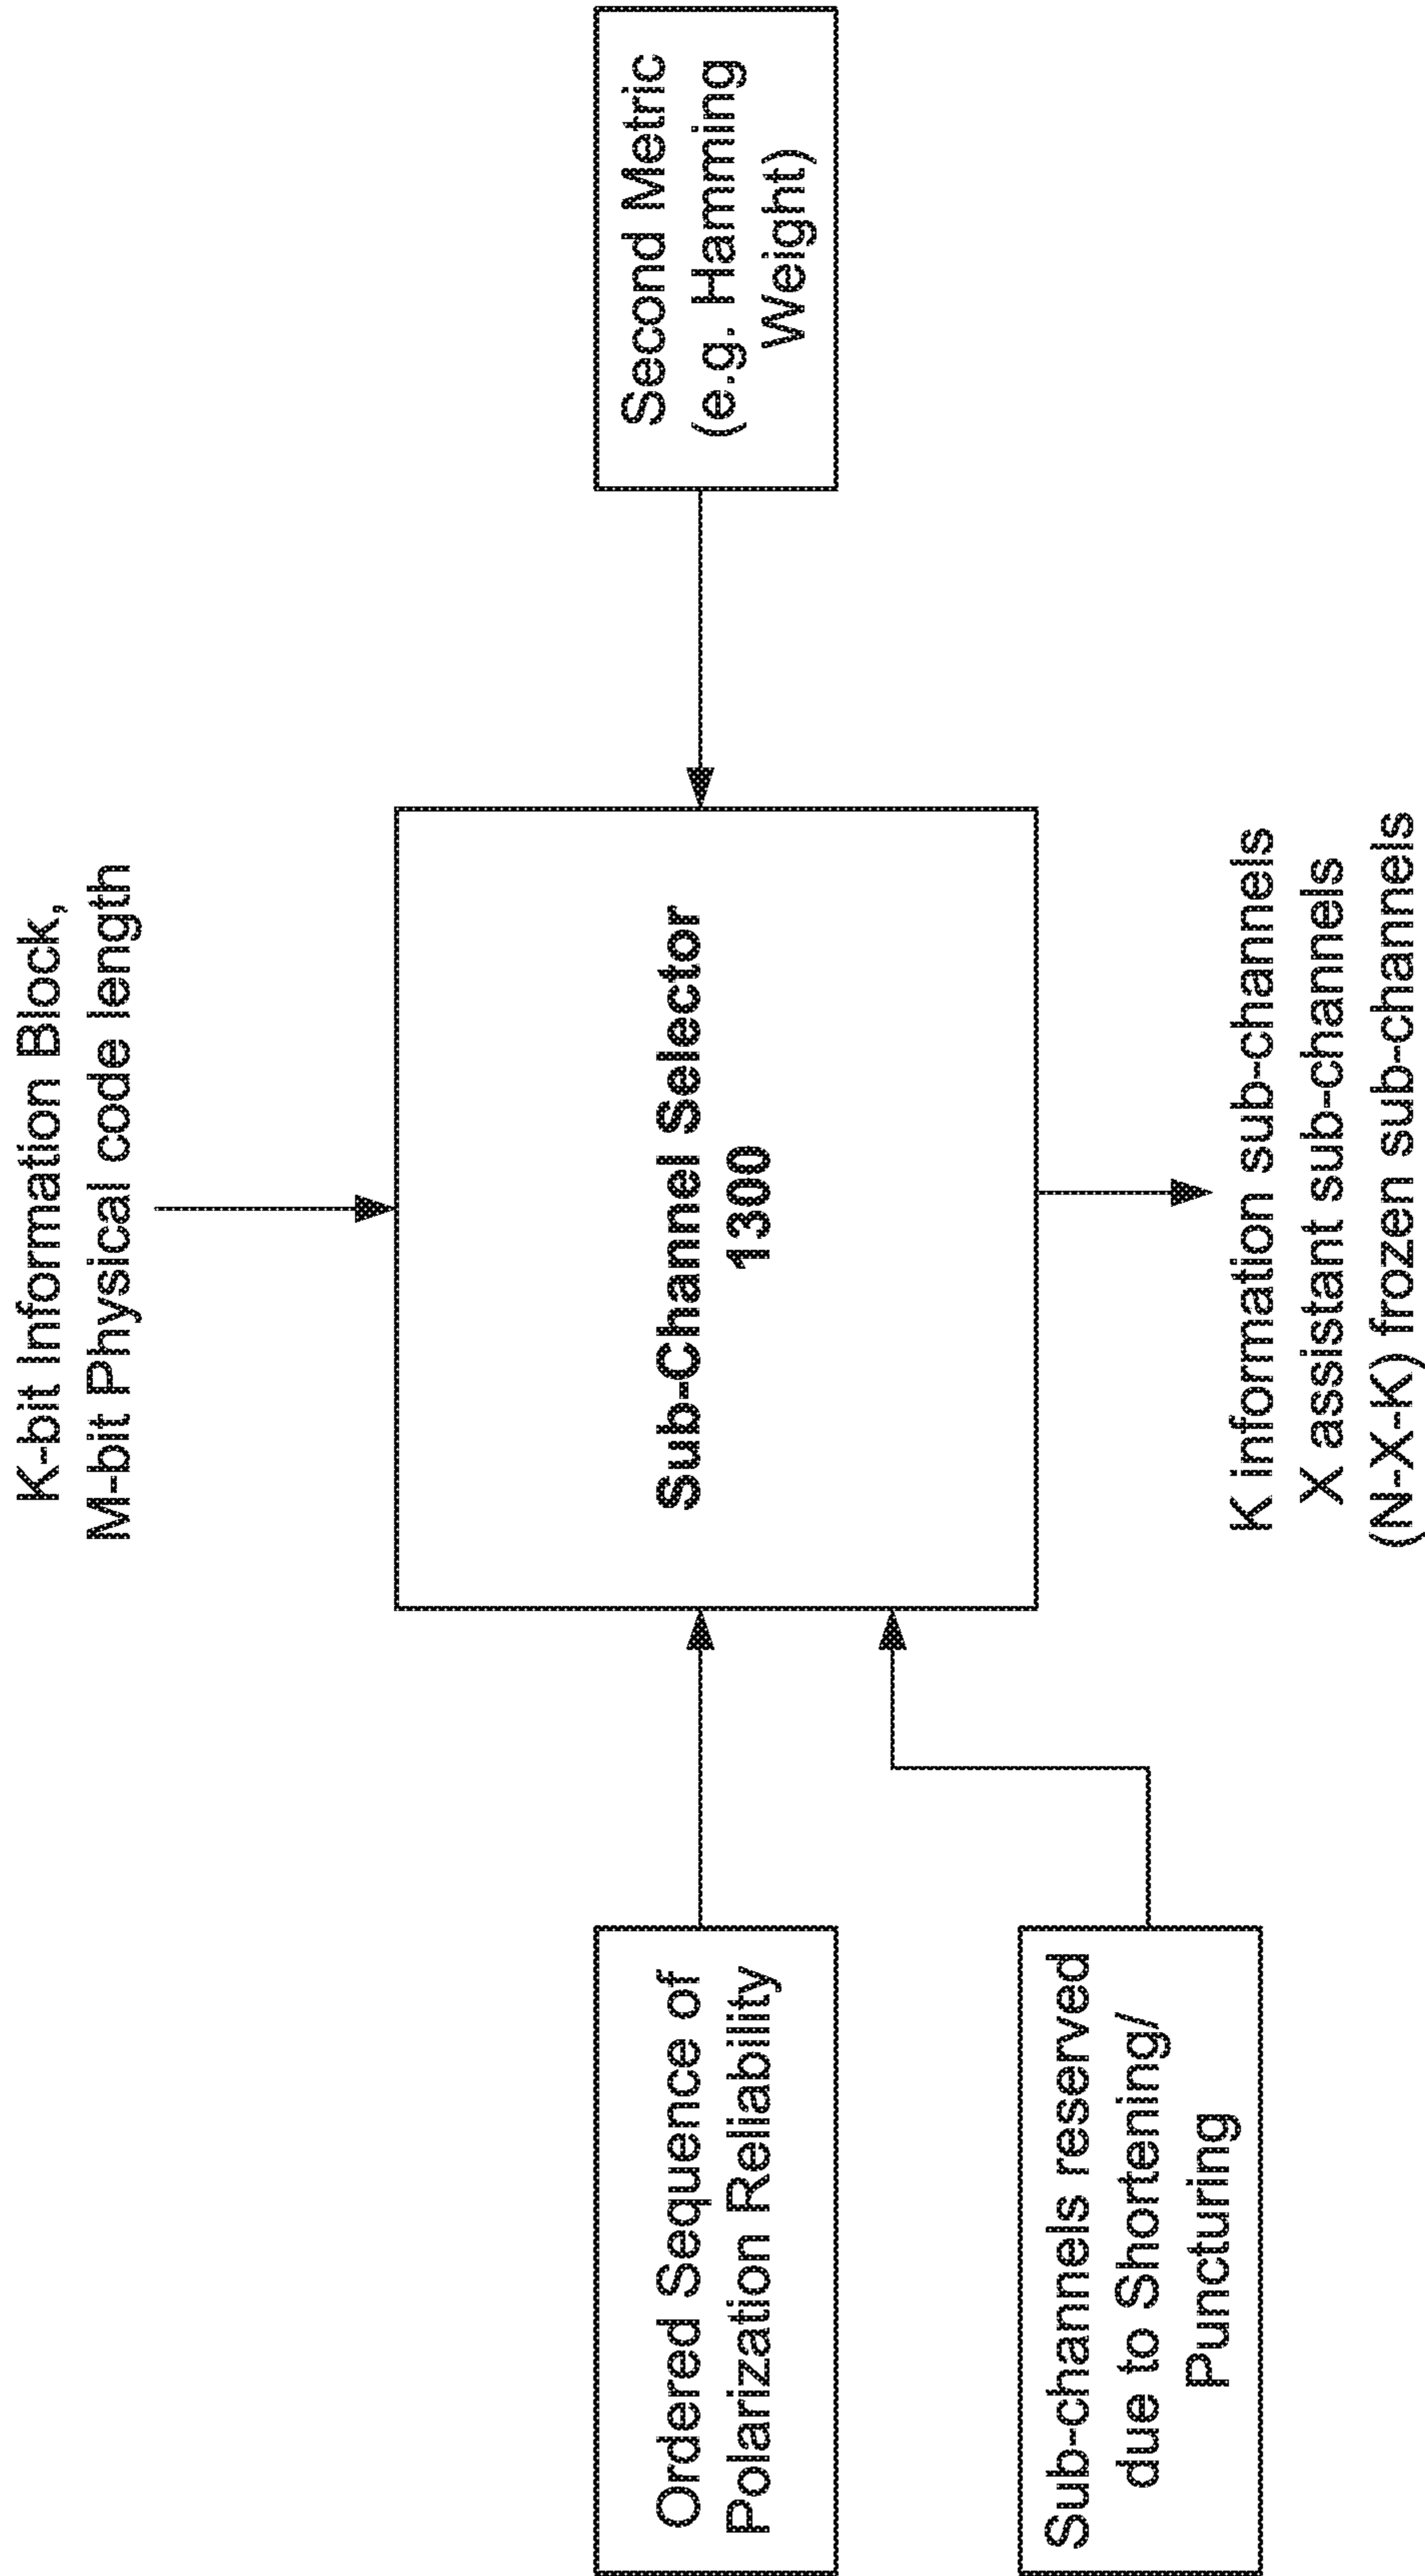 K-bit Information Block,
M-bit Physical code length
Ordered Sequence of
Polarization Reliability
Sub-channels reserved
due to Shortening/
Puncturing
Sub-Channel Selector
1300
Second Metric
(e.g. Hamming
Weight)
K information sub-channels
X assistant sub-channels
(N-X-K) frozen sub-channels